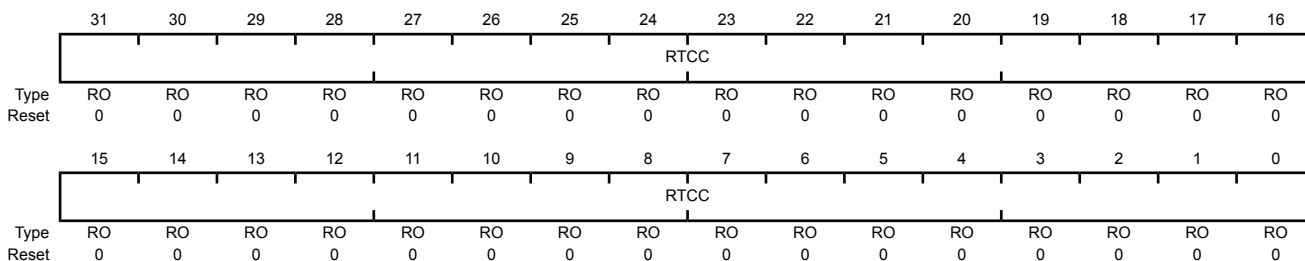 31 30 29 28 27 26 25 24 23 22 21 20 19 18 17 16
RTCC
Type RO RO RO RO RO RO RO RO RO RO RO RO RO RO RO RO
Reset 0 0 0 0 0 0 0 0 0 0 0 0 0 0 0 0
15 14 13 12 11 10 9 8 7 6 5 4 3 2 1 0
RTCC
Type RO RO RO RO RO RO RO RO RO RO RO RO RO RO RO RO
Reset 0 0 0 0 0 0 0 0 0 0 0 0 0 0 0 0